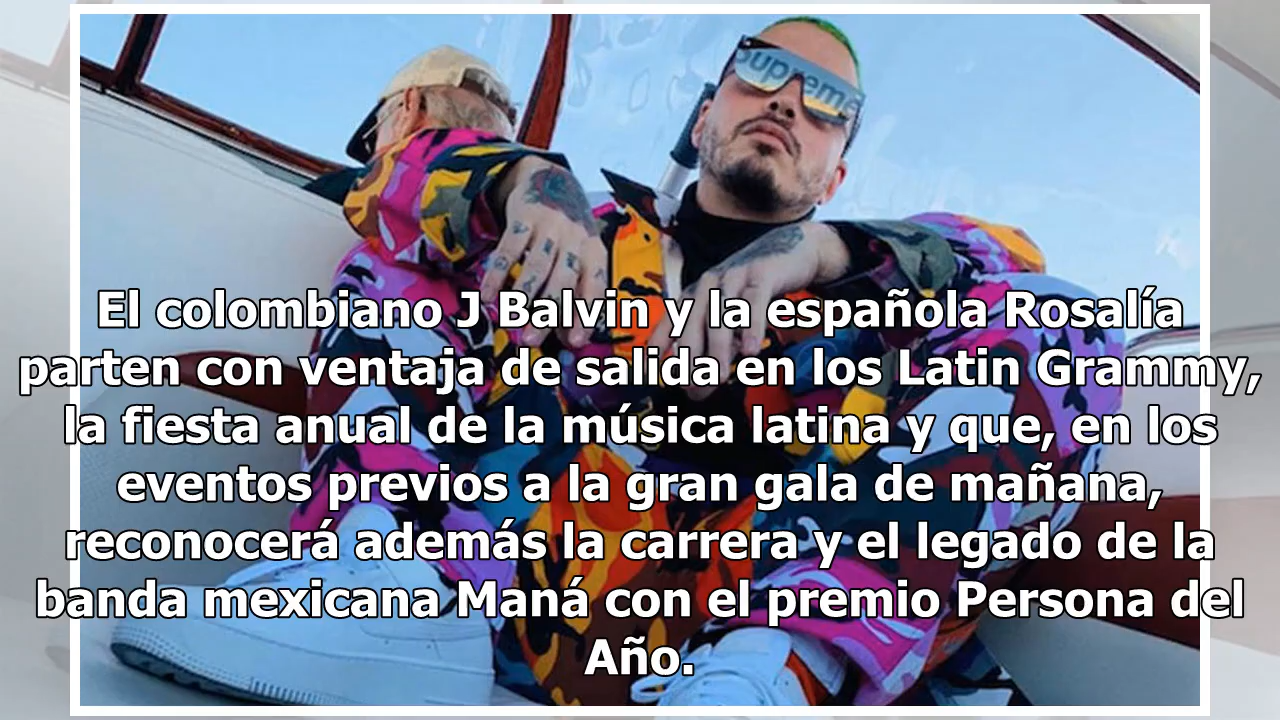 Supreme
El colombiano J Balvin y la española Rosalía
parten con ventaja de salida en los Latin Grammy,
la fiesta anual de la música latina y que, en los
eventos previos a la gran gala de mañana,
reconocerá además la carrera y el legado de la
banda mexicana Maná con el premio Persona del
Año.